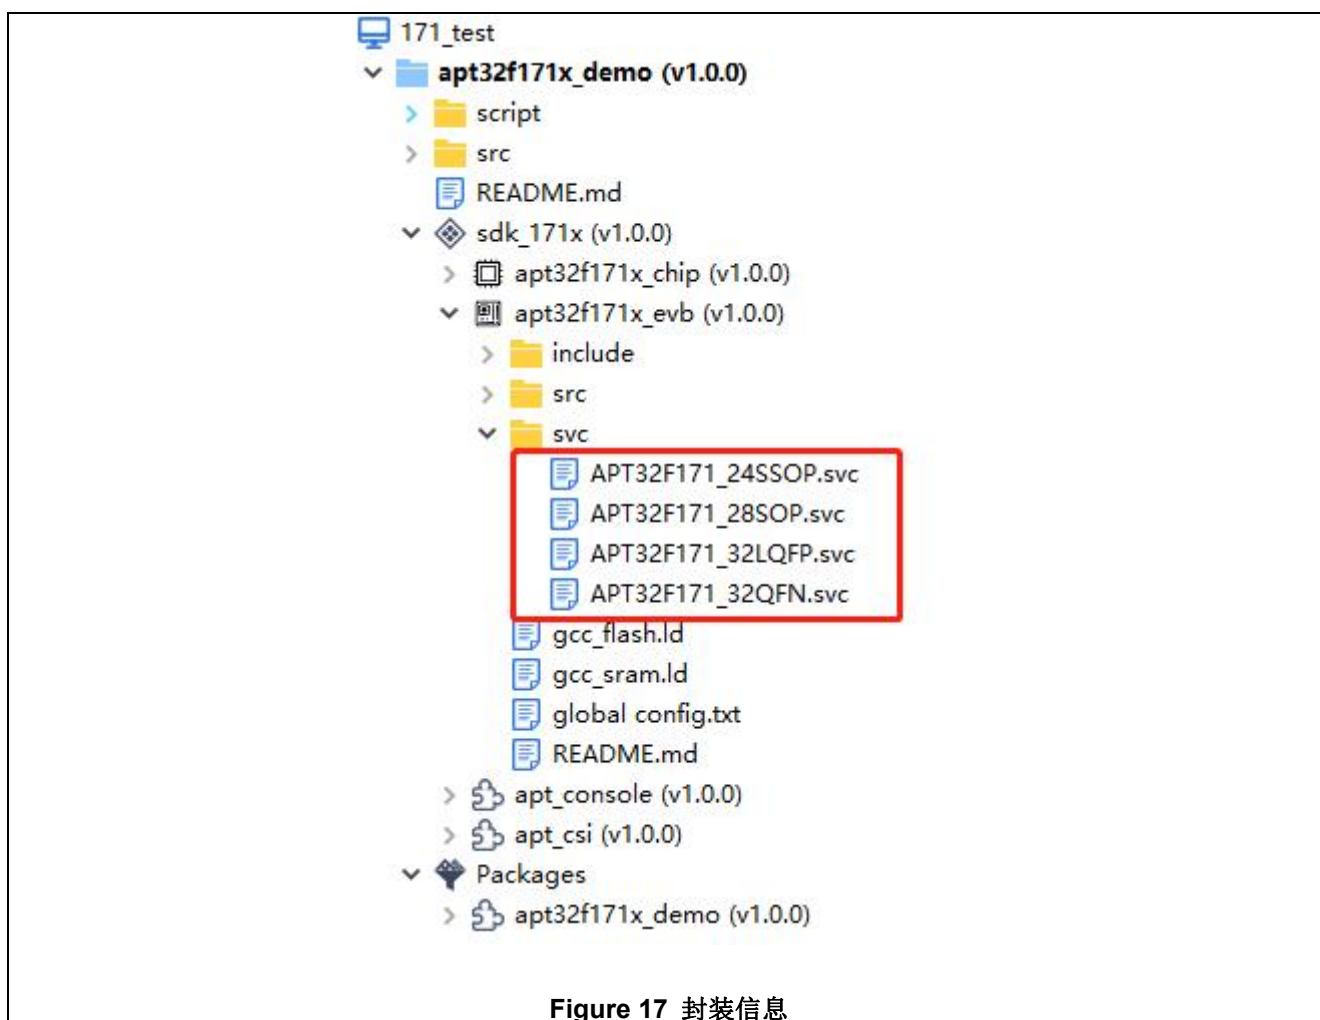 171_test
apt32f171x_demo (v1.0.0)
script
src
README.md
sdk_171x (v1.0.0)
apt32f171x_chip (v1.0.0)
apt32f171x_evb (v1.0.0)
include
src
svc
APT32F171_24SSOP.svc
APT32F171_28SOP.svc
APT32F171_32LQFP.svc
APT32F171_32QFN.svc
gcc_flash.ld
gcc_sram.ld
global config.txt
README.md
apt_console (v1.0.0)
apt_csi (v1.0.0)
Packages
apt32f171x_demo (v1.0.0)
Figure 17 封装信息